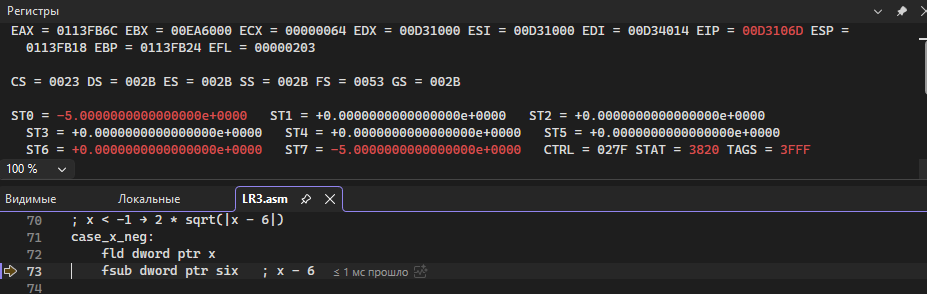 Регистры
EAX = 0113FB6C EBX = 00EA6000 ECX = 00000064 EDX = 00D31000 ESI = 00D31000 EDI = 00D34014 EIP = 00D3106D ESP =
0113FB18 EBP = 0113FB24 EFL = 00000203
CS = 0023 DS = 002B ES = 002B SS = 002B FS = 0053 GS = 002B
ST0 = -5.0000000000000000e+0000 ST1 = +0.0000000000000000e+0000 ST2 = +0.0000000000000000e+0000
ST3 = +0.0000000000000000e+0000 ST4 = +0.0000000000000000e+0000 ST5 = +0.0000000000000000e+0000
ST6 = +0.0000000000000000e+0000 ST7 = -5.0000000000000000e+0000 CTRL = 027F STAT = 3820 TAGS = 3FFF
100 %
Видимые Локальные LR3.asm
70 ; x < -1 → 2 * sqrt(|x - 6|)
71 case_x_neg:
72 fld dword ptr x
73 fsub dword ptr six ; x - 6 ≤ 1 мс прошло
74